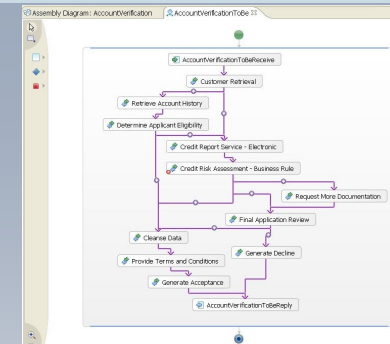 Assembly Diagram : AccountVerification
AccountVerificationToBe
AccountVerificationToBeReceive
Customer Retrieval
Retrieve Account History
Determine Applicant Eligibility
Credit Report Service - Electronic
Credit Risk Assessment - Business Rule
Request More Documentation
Final Application Review
Cleanse Data
Generate Decline
Provide Terms and Conditions
Generate Acceptance
AccountVerificationToBeReply